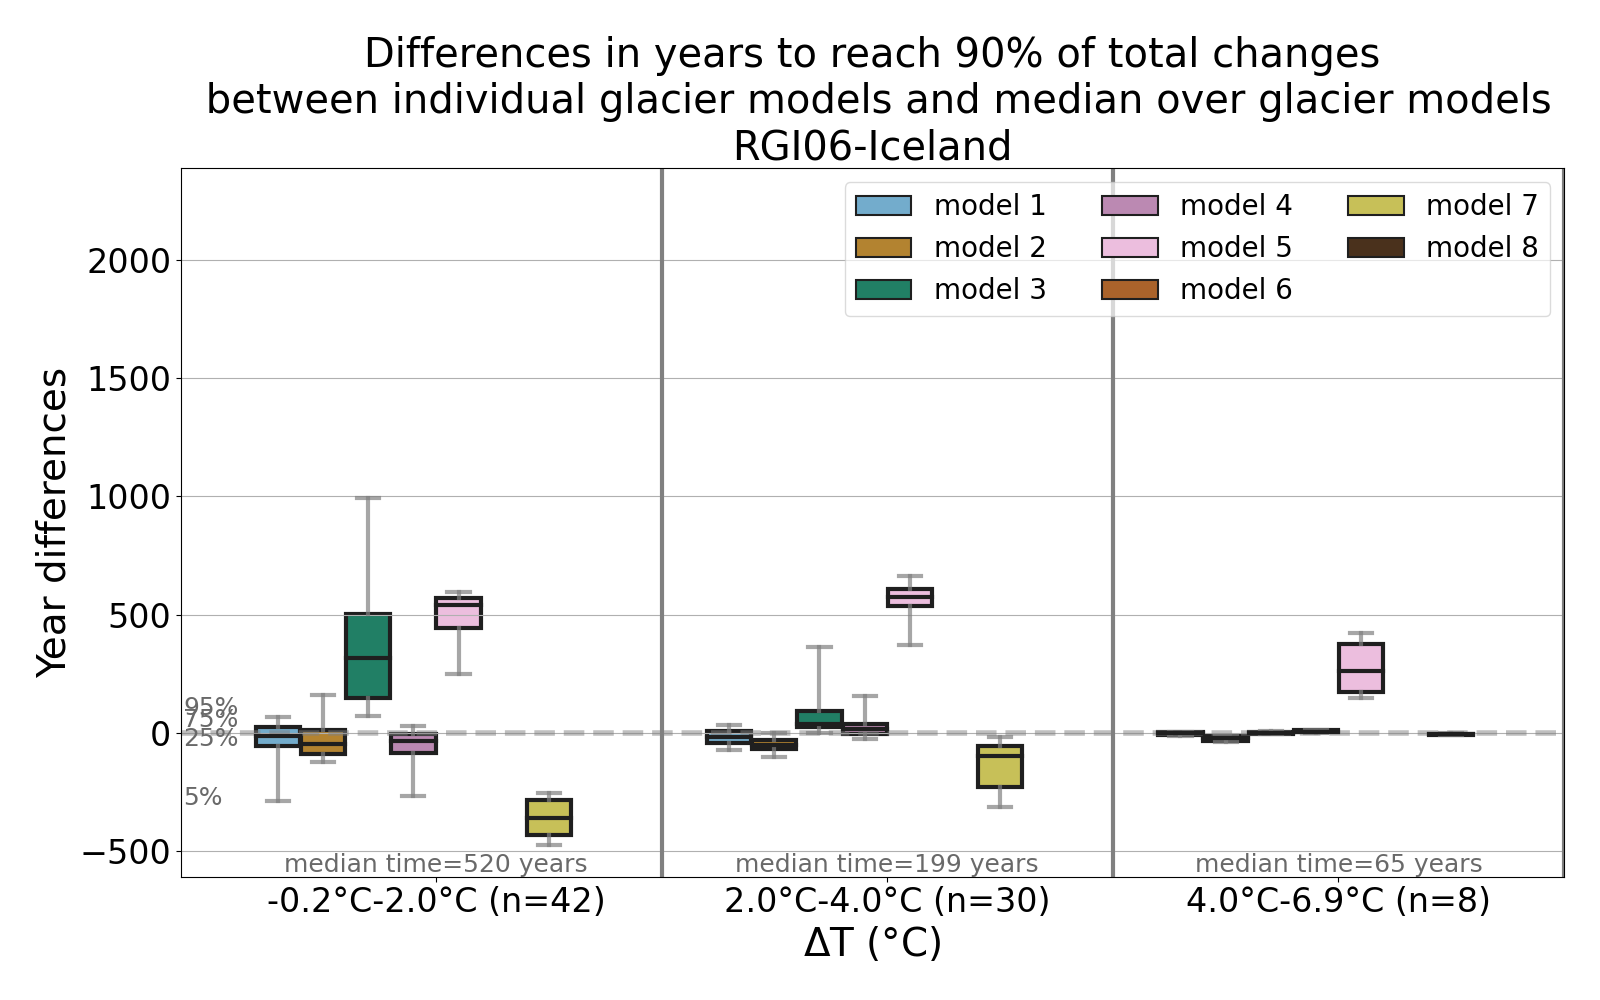 Differences in years to reach 90% of total changes
between individual glacier models and median over glacier models
RGI06-Iceland
model 1
model 2
model 3
model 4
model 5
model 6
model 7
model 8
Year differences
2000
1500
1000
500
0
−500
95%
75%
25%
5%
median time=520 years
median time=199 years
median time=65 years
-0.2°C-2.0°C (n=42)
2.0°C-4.0°C (n=30)
4.0°C-6.9°C (n=8)
ΔT (°C)